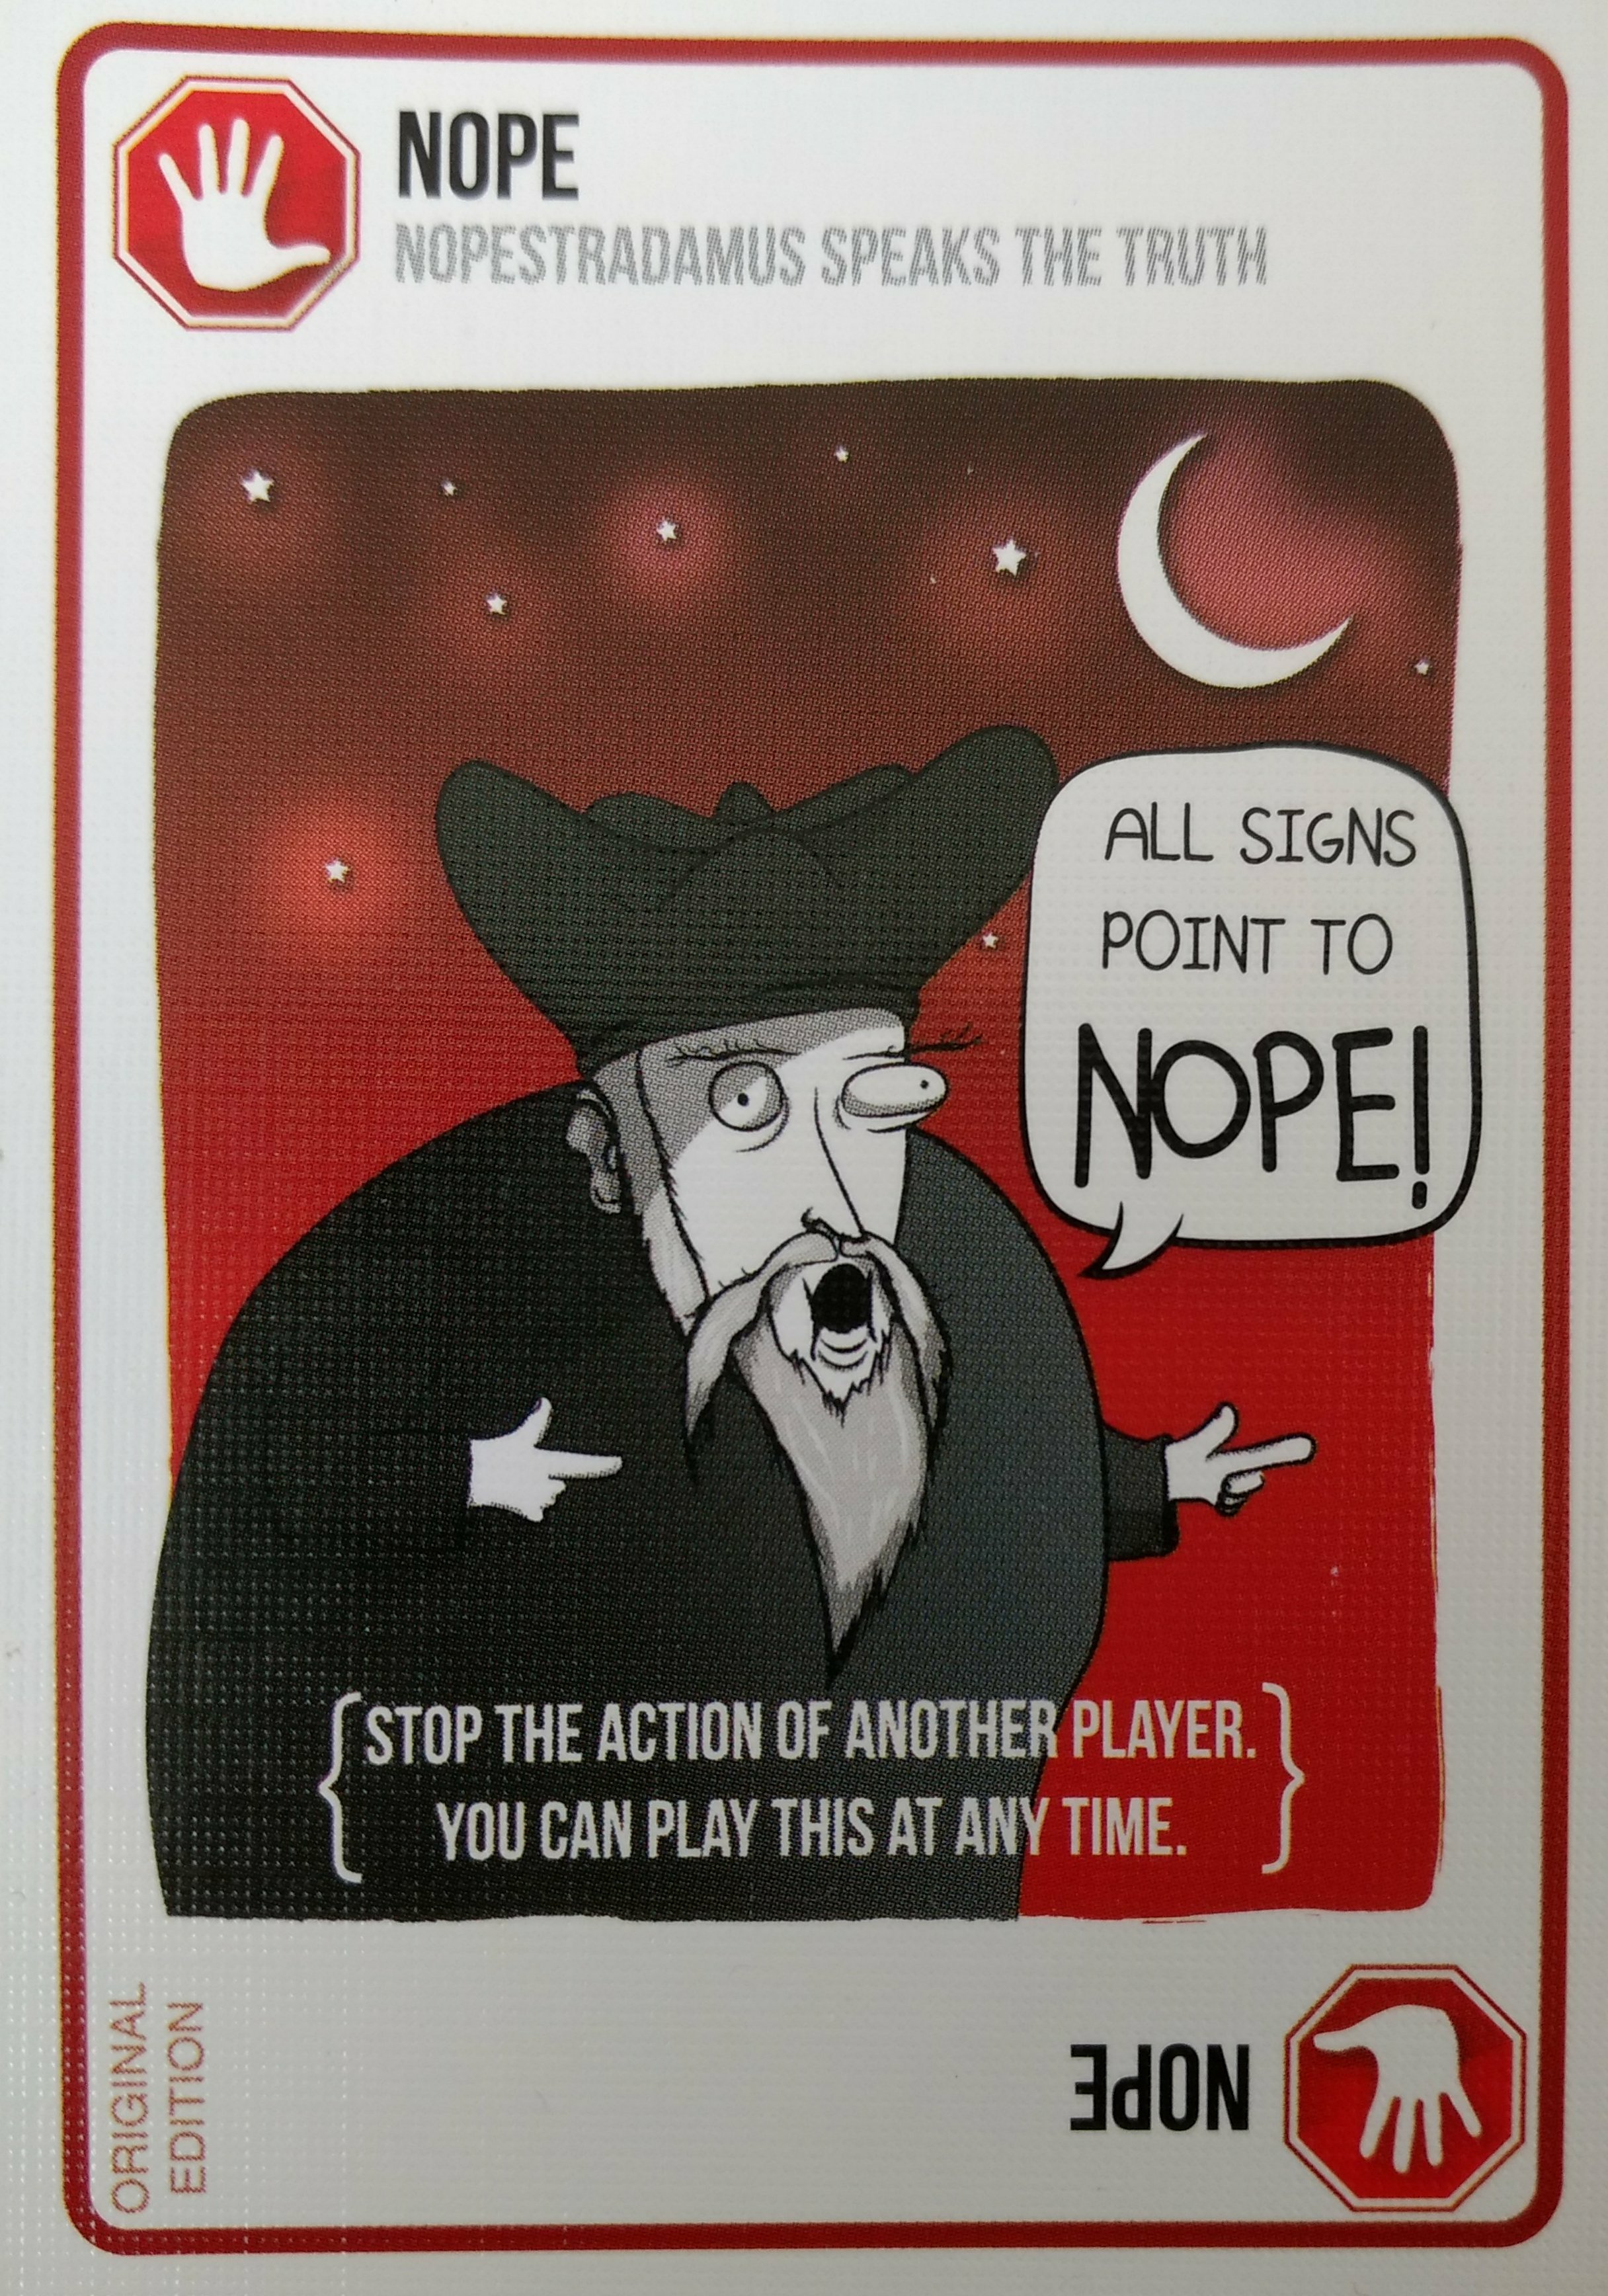 NOPE
NOPESTRADAMUS SPEAKS THE TRUTH
ALL SIGNS
POINT TO
NOPE!
STOP THE ACTION OF ANOTHER PLAYER.
YOU CAN PLAY THIS AT ANY TIME.
ORIGINAL
EDITION
NOPE